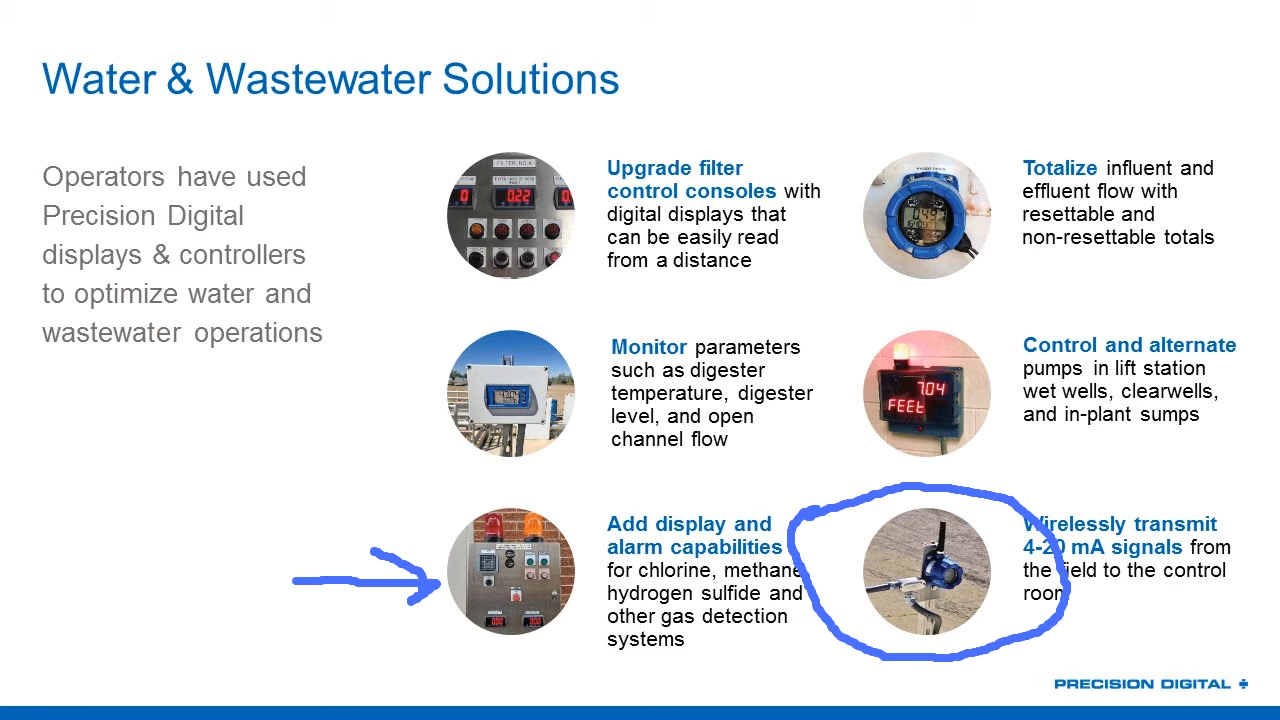 Water & Wastewater Solutions
Operators have used
Precision Digital
displays & controllers
to optimize water and
wastewater operations
FILTER NO.4
0.22
Upgrade filter
control consoles with
digital displays that
can be easily read
from a distance
Totalize influent and
effluent flow with
resettable and
non-resettable totals
Monitor parameters
such as digester
temperature, digester
level, and open
channel flow
7.04
FEEt
Control and alternate
pumps in lift station
wet wells, clearwells,
and in-plant sumps
Add display and
alarm capabilities
for chlorine, methane
hydrogen sulfide and
other gas detection
systems
Wirelessly transmit
4-20 mA signals from
the field to the control
room
PRECISION DIGITAL